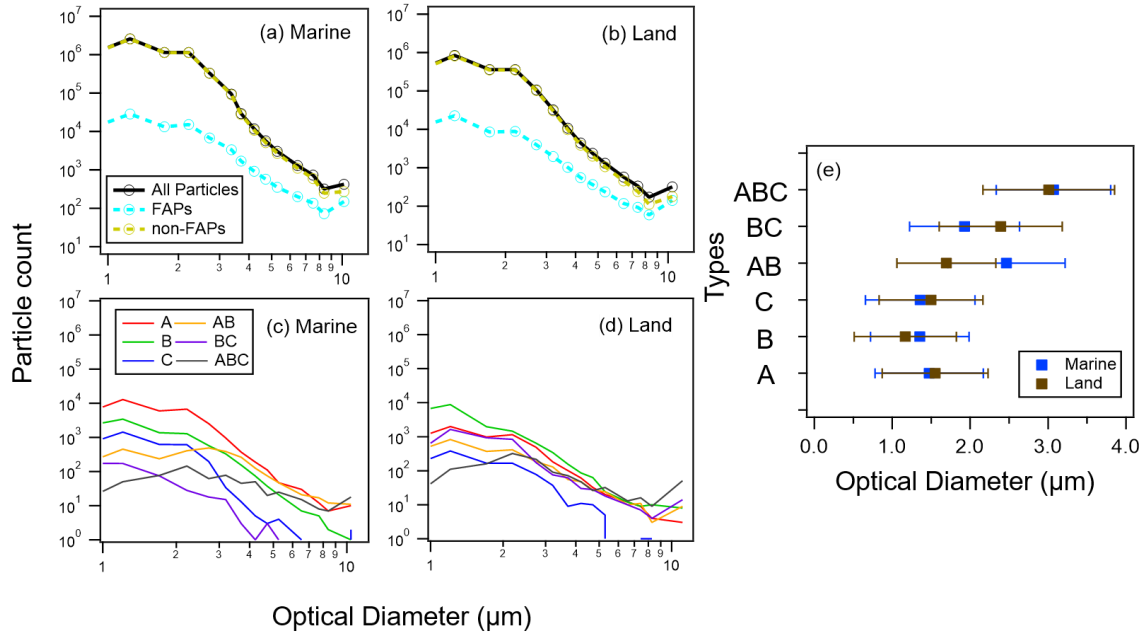 Particle count
10^7
10^6
10^5
10^4
10^3
10^2
10^1
(a) Marine
All Particles
FAPs
non-FAPs
1 2 3 4 5 6 7 8 9 10
10^7
10^6
10^5
10^4
10^3
10^2
10^1
(b) Land
1 2 3 4 5 6 7 8 9 10
10^7
10^6
10^5
10^4
10^3
10^2
10^1
10^0
(c) Marine
A AB
B BC
C ABC
1 2 3 4 5 6 7 8 9 10
10^7
10^6
10^5
10^4
10^3
10^2
10^1
10^0
(d) Land
1 2 3 4 5 6 7 8 9 10
Optical Diameter (μm)
(e)
Types
ABC
BC
AB
C
B
A
Marine
Land
0.0 1.0 2.0 3.0 4.0
Optical Diameter (μm)